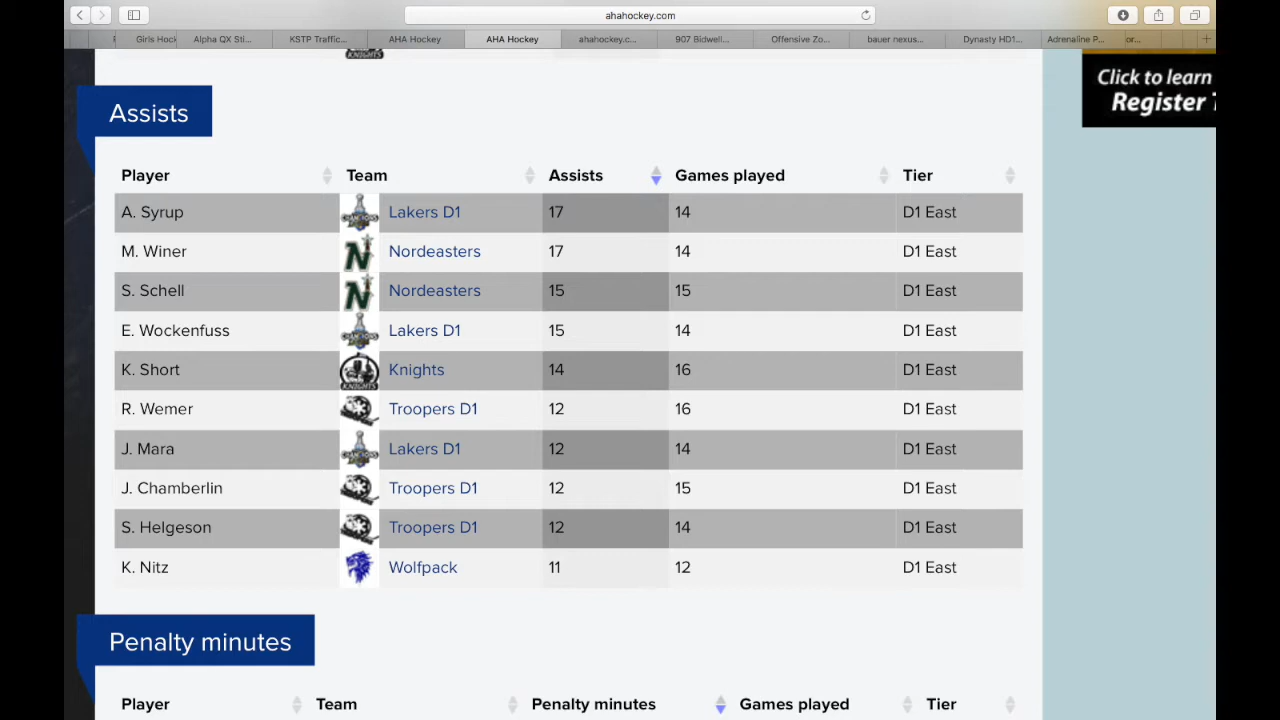 ahahockey.com
Girls Hock Alpha QX Sti... KSTP Traffic... AHA Hockey AHA Hockey ahahockey.c... 907 Bidwell... Offensive Zo... bauer nexus... Dynasty HD1... Adrenaline P... or...
KNIGHTS
Click to learn
Register
Assists
Player Team Assists Games played Tier
A. Syrup Lakers D1 17 14 D1 East
M. Winer N Nordeasters 17 14 D1 East
S. Schell N Nordeasters 15 15 D1 East
E. Wockenfuss Lakers D1 15 14 D1 East
K. Short KNIGHTS Knights 14 16 D1 East
R. Wemer Troopers D1 12 16 D1 East
J. Mara Lakers D1 12 14 D1 East
J. Chamberlin Troopers D1 12 15 D1 East
S. Helgeson Troopers D1 12 14 D1 East
K. Nitz Wolfpack 11 12 D1 East
Penalty minutes
Player Team Penalty minutes Games played Tier